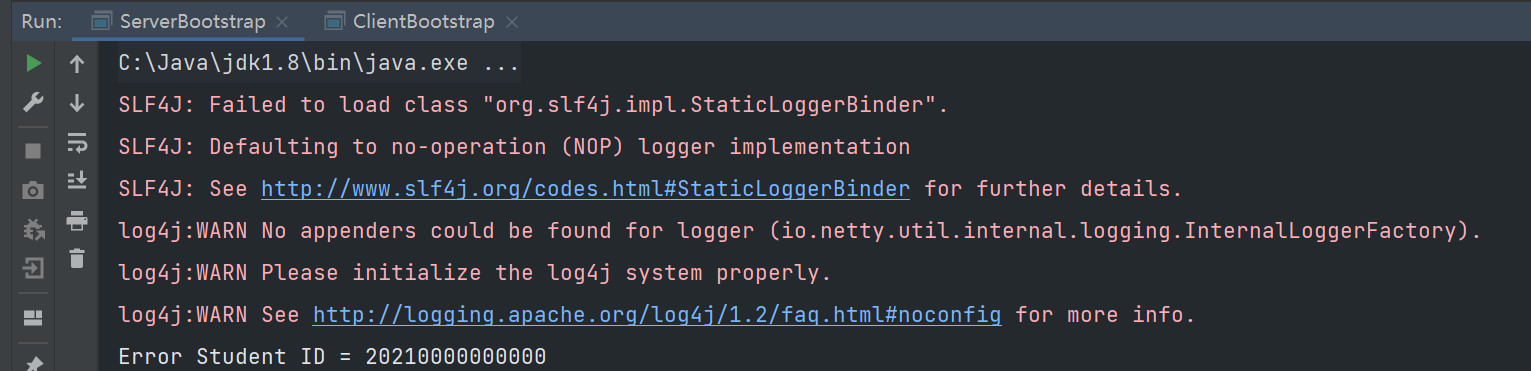 Run: ServerBootstrap × ClientBootstrap ×
C:\Java\jdk1.8\bin\java.exe ...
SLF4J: Failed to load class "org.slf4j.impl.StaticLoggerBinder".
SLF4J: Defaulting to no-operation (NOP) logger implementation
SLF4J: See http://www.slf4j.org/codes.html#StaticLoggerBinder for further details.
log4j:WARN No appenders could be found for logger (io.netty.util.internal.logging.InternalLoggerFactory).
log4j:WARN Please initialize the log4j system properly.
log4j:WARN See http://logging.apache.org/log4j/1.2/faq.html#noconfig for more info.
Error Student ID = 20210000000000